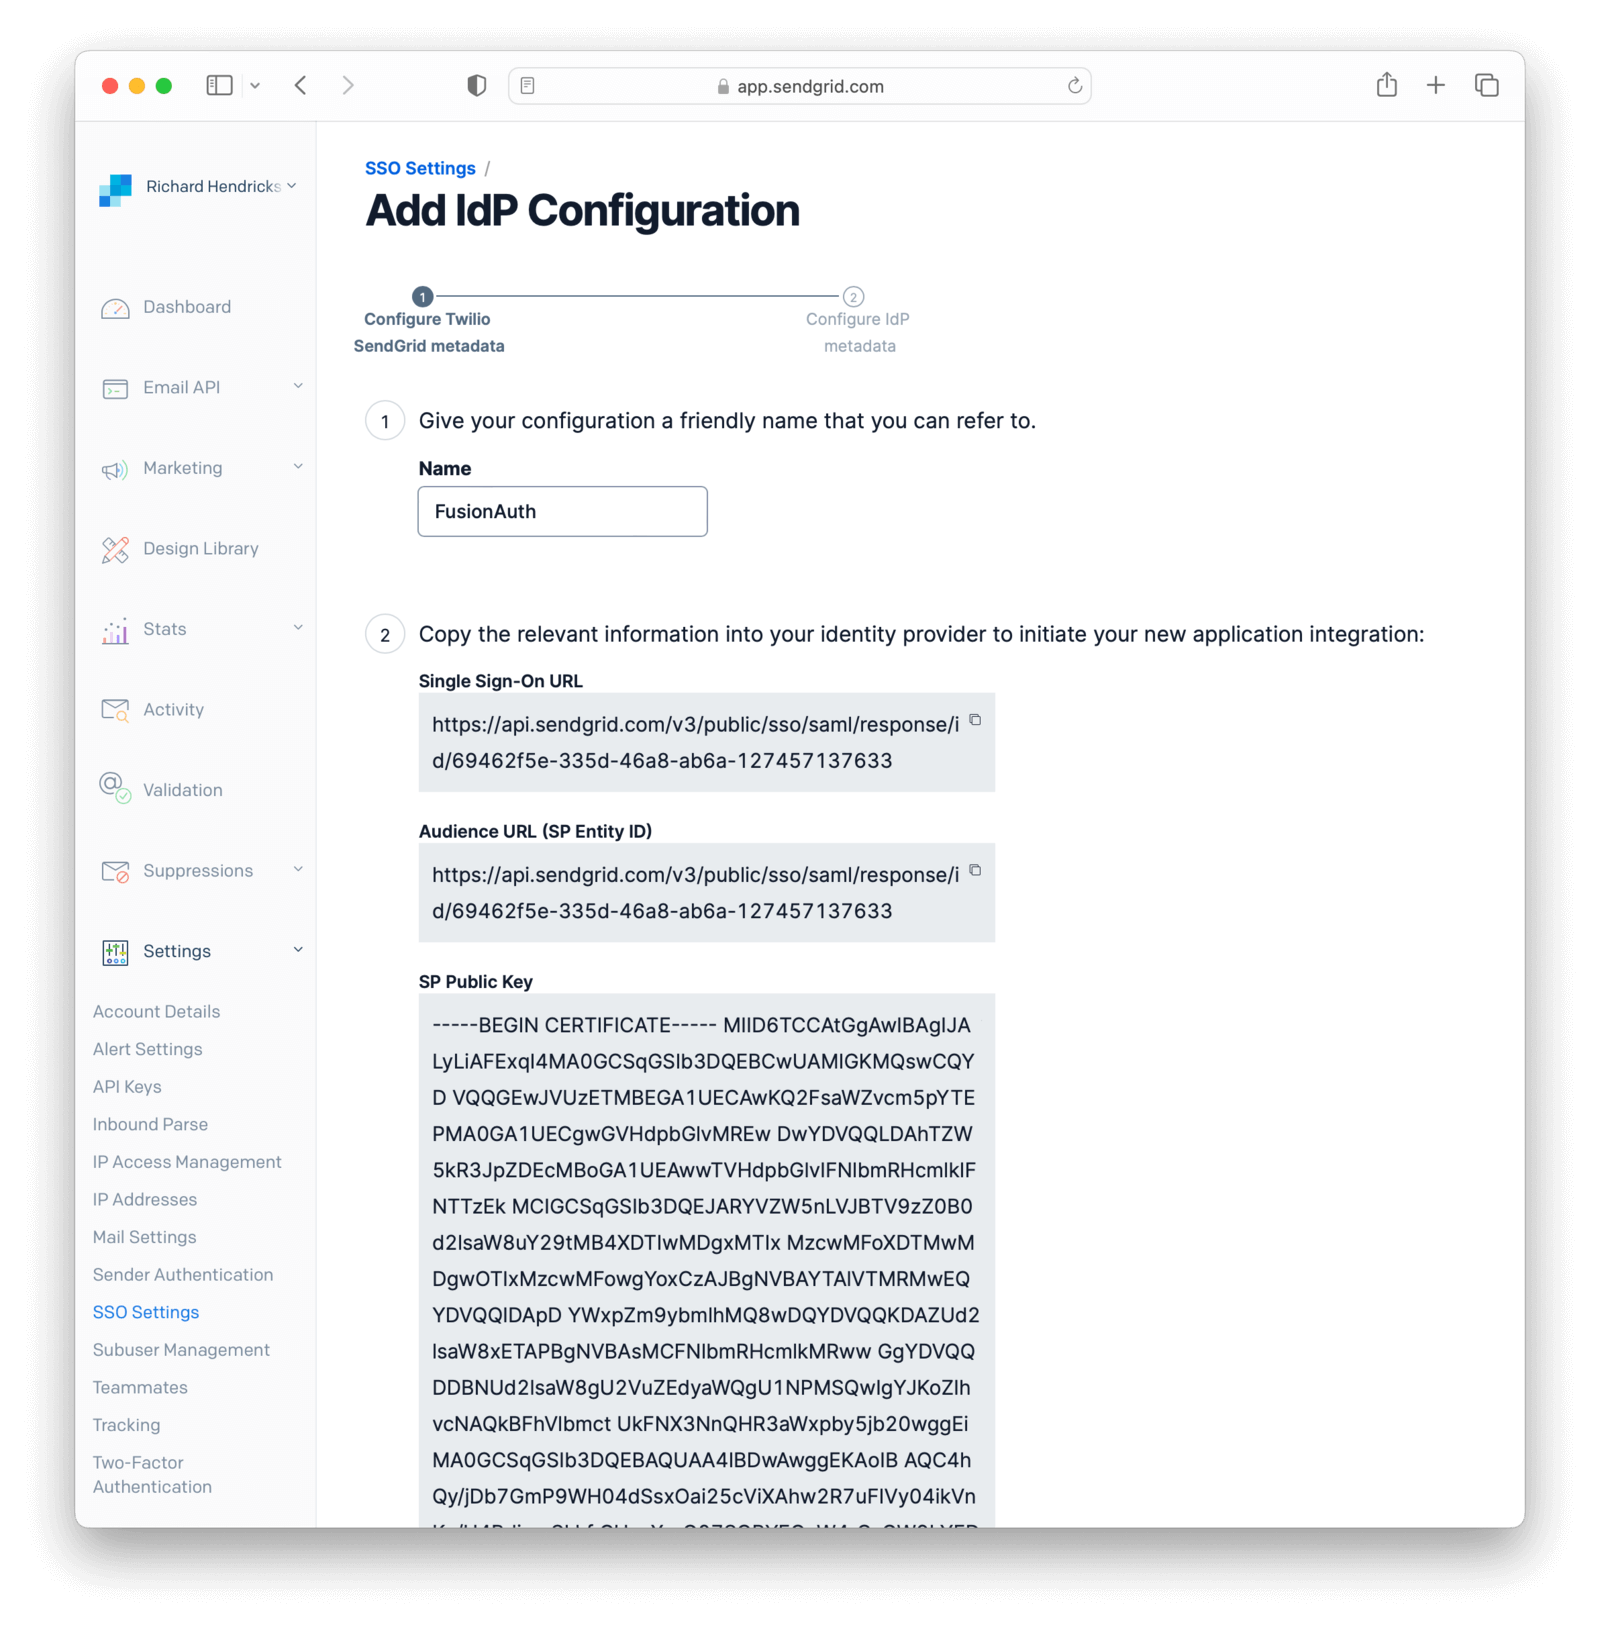 app.sendgrid.com
Richard Hendricks
Dashboard
Email API
Marketing
Design Library
Stats
Activity
Validation
Suppressions
Settings
Account Details
Alert Settings
API Keys
Inbound Parse
IP Access Management
IP Addresses
Mail Settings
Sender Authentication
SSO Settings
Subuser Management
Teammates
Tracking
Two-Factor
Authentication
SSO Settings /
Add IdP Configuration
1
Configure Twilio
SendGrid metadata
2
Configure IdP
metadata
1 Give your configuration a friendly name that you can refer to.
Name
FusionAuth
2 Copy the relevant information into your identity provider to initiate your new application integration:
Single Sign-On URL
https://api.sendgrid.com/v3/public/sso/saml/response/i
d/69462f5e-335d-46a8-ab6a-127457137633
Audience URL (SP Entity ID)
https://api.sendgrid.com/v3/public/sso/saml/response/i
d/69462f5e-335d-46a8-ab6a-127457137633
SP Public Key
-----BEGIN CERTIFICATE----- MIID6TCCAtGgAwIBAgIJA
LyLiAFExqI4MA0GCSqGSIb3DQEBCwUAMIGKMQswCQY
D VQQGEwJVUzETMBEGA1UECAwKQ2FsaWZvcm5pYTE
PMA0GA1UECgwGVHdpbGlvMREw DwYDVQQLDAhTZW
5kR3JpZDEcMBoGA1UEAwwTVHdpbGlvIFNlbmRHcmlkIF
NTTzEk MCIGCSqGSIb3DQEJARYVZW5nLVJBTV9zZ0B0
d2lsaW8uY29tMB4XDTIwMDgxMTIx MzcwMFoXDTMwM
DgwOTIxMzcwMFowgYoxCzAJBgNVBAYTAlVTMRMwEQ
YDVQQIDApD YWxpZm9ybmlhMQ8wDQYDVQQKDAZUd2
lsaW8xETAPBgNVBAsMCFNlbmRHcmlkMRww GgYDVQQ
DDBNUd2lsaW8gU2VuZEdyaWQgU1NPMSQwIgYJKoZIh
vcNAQkBFhVlbmct UkFNX3NnQHR3aWxpby5jb20wggEi
MA0GCSqGSIb3DQEBAQUAA4IBDwAwggEKAoIB AQC4h
Qy/jDb7GmP9WH04dSsxOai25cViXAhw2R7uFlVy04ikVn